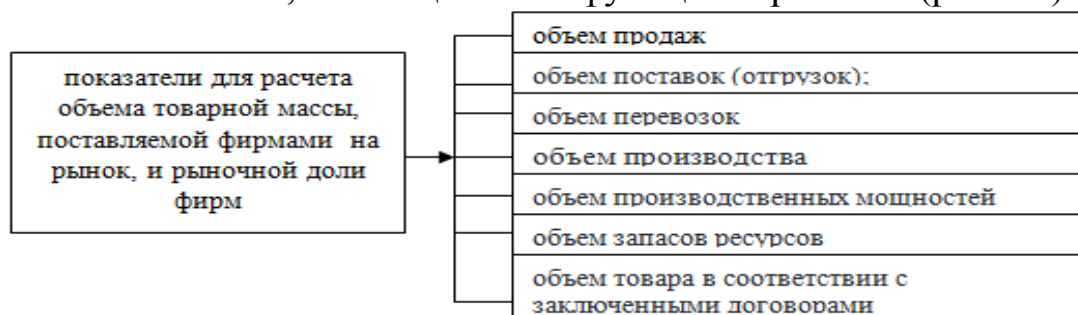 показатели для расчета
объема товарной массы,
поставляемой фирмами на
рынок, и рыночной доли
фирм
объем продаж
объем поставок (отгрузок);
объем перевозок
объем производства
объем производственных мощностей
объем запасов ресурсов
объем товара в соответствии с
заключенными договорами